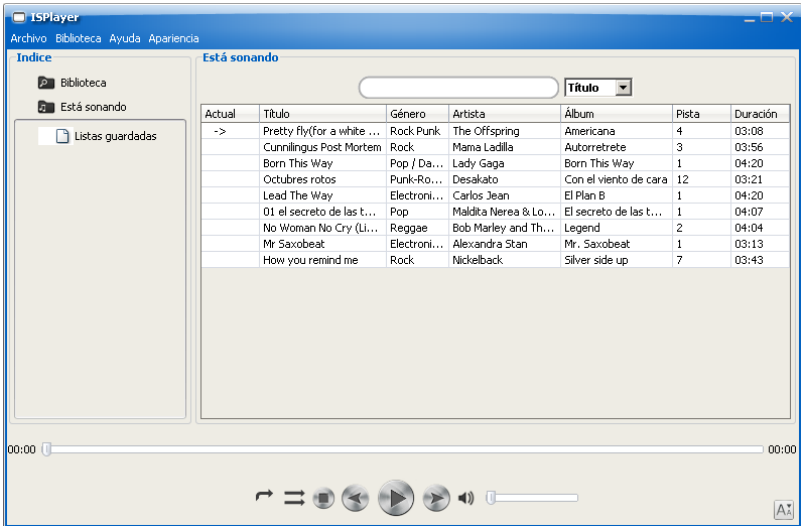 ISPlayer
Archivo Biblioteca Ayuda Apariencia
Indice
Biblioteca
Está sonando
Listas guardadas
Está sonando
Título
Actual Título Género Artista Álbum Pista Duración
-> Pretty fly(for a white ... Rock Punk The Offspring Americana 4 03:08
Cunnilingus Post Mortem Rock Mama Ladilla Autorretrete 3 03:56
Born This Way Pop / Da... Lady Gaga Born This Way 1 04:20
Octubres rotos Punk-Ro... Desakato Con el viento de cara 12 03:21
Lead The Way Electroni... Carlos Jean El Plan B 1 04:20
01 el secreto de las t... Pop Maldita Nerea & Lo... El secreto de las t... 1 04:07
No Woman No Cry (Li... Reggae Bob Marley and Th... Legend 2 04:04
Mr Saxobeat Electroni... Alexandra Stan Mr. Saxobeat 1 03:13
How you remind me Rock Nickelback Silver side up 7 03:43
00:00 00:00